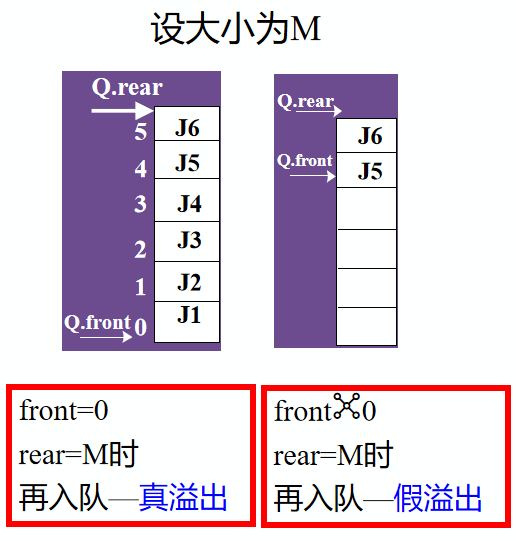 设大小为M
Q.rear
5 J6
4 J5
3 J4
2 J3
1 J2
Q.front 0 J1
Q.rear
J6
Q.front J5
front=0
rear=M时
再入队—真溢出
front 0
rear=M时
再入队—假溢出